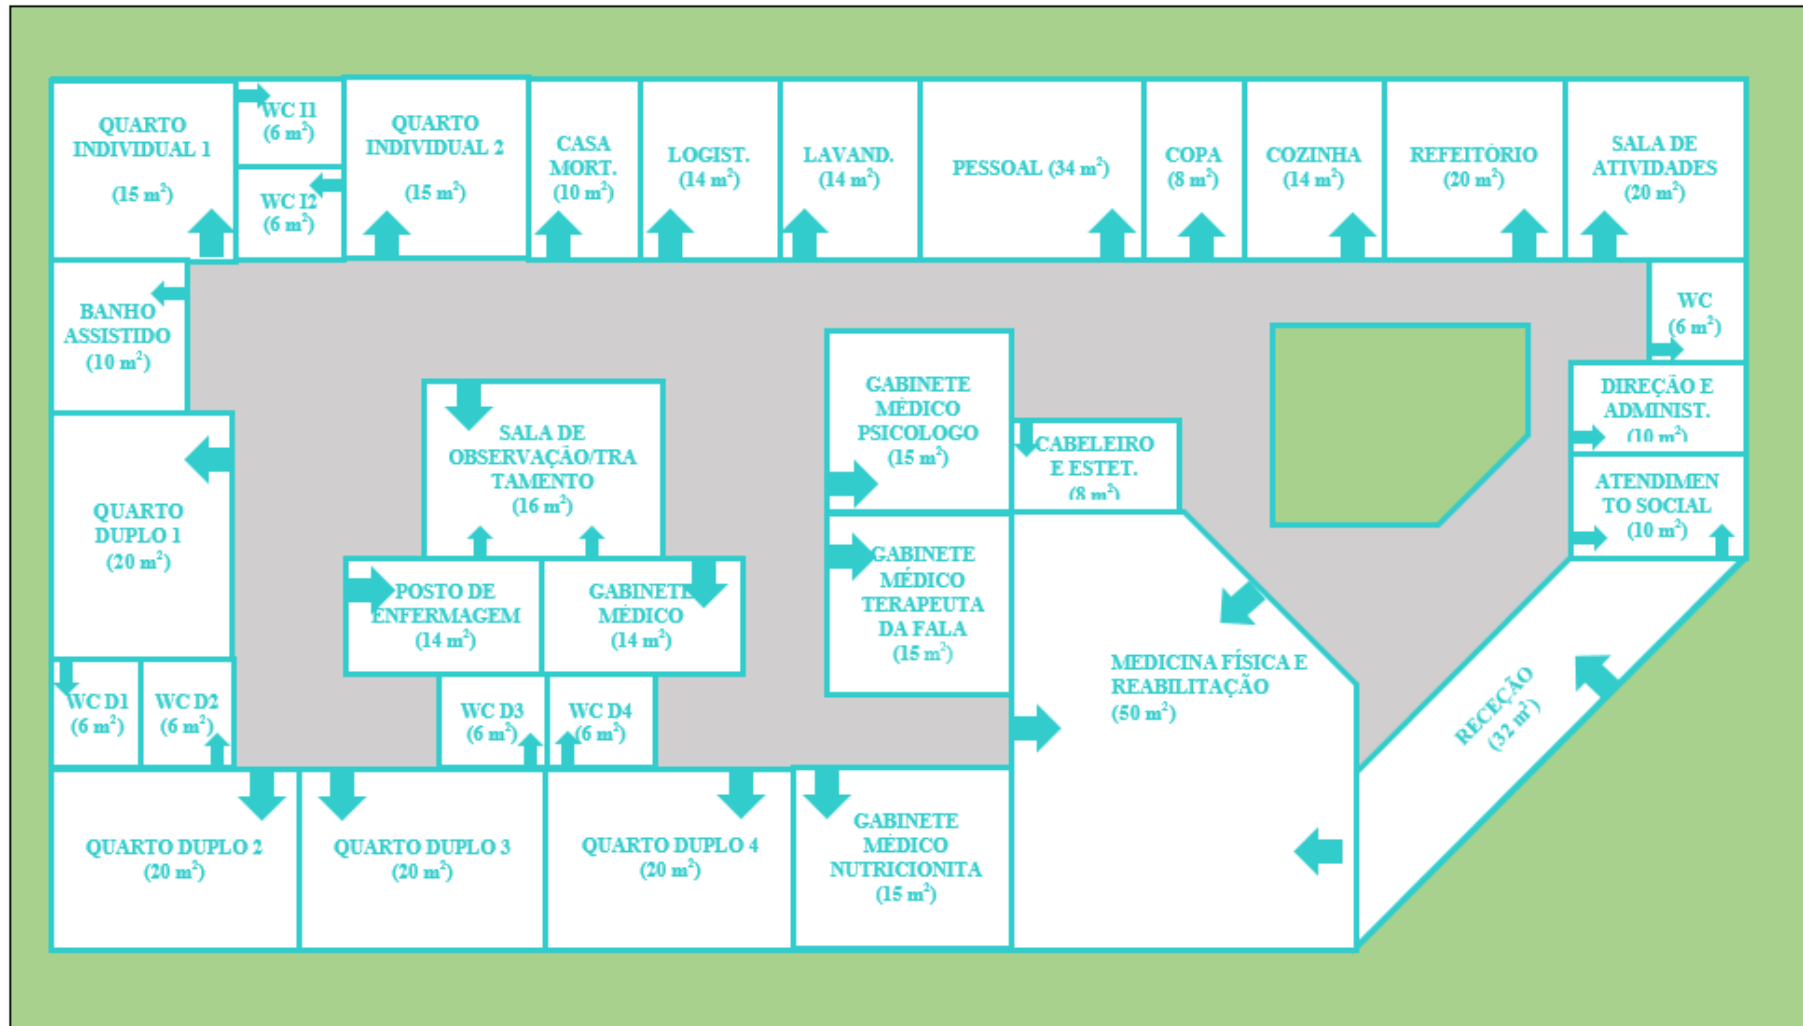 QUARTO
INDIVIDUAL 1
(15 m²)
WC I1
(6 m²)
WC I2
(6 m²)
QUARTO
INDIVIDUAL 2
(15 m²)
CASA
MORT.
(10 m²)
LOGIST.
(14 m²)
LAVAND.
(14 m²)
PESSOAL (34 m²)
COPA
(8 m²)
COZINHA
(14 m²)
REFEITÓRIO
(20 m²)
SALA DE
ATIVIDADES
(20 m²)
BANHO
ASSISTIDO
(10 m²)
WC
(6 m²)
DIREÇÃO E
ADMINIST.
(10 m²)
ATENDIMEN
TO SOCIAL
(10 m²)
GABINETE
MÉDICO
PSICOLOGO
(15 m²)
CABELEIRO
E ESTET.
(8 m²)
SALA DE
OBSERVAÇÃO/TRA
TAMENTO
(16 m²)
QUARTO
DUPLO 1
(20 m²)
POSTO DE
ENFERMAGEM
(14 m²)
GABINETE
MÉDICO
(14 m²)
GABINETE
MÉDICO
TERAPEUTA
DA FALA
(15 m²)
MEDICINA FÍSICA E
REABILITAÇÃO
(50 m²)
RECEÇÃO
(32 m²)
WC D1
(6 m²)
WC D2
(6 m²)
WC D3
(6 m²)
WC D4
(6 m²)
QUARTO DUPLO 2
(20 m²)
QUARTO DUPLO 3
(20 m²)
QUARTO DUPLO 4
(20 m²)
GABINETE
MÉDICO
NUTRICIONITA
(15 m²)